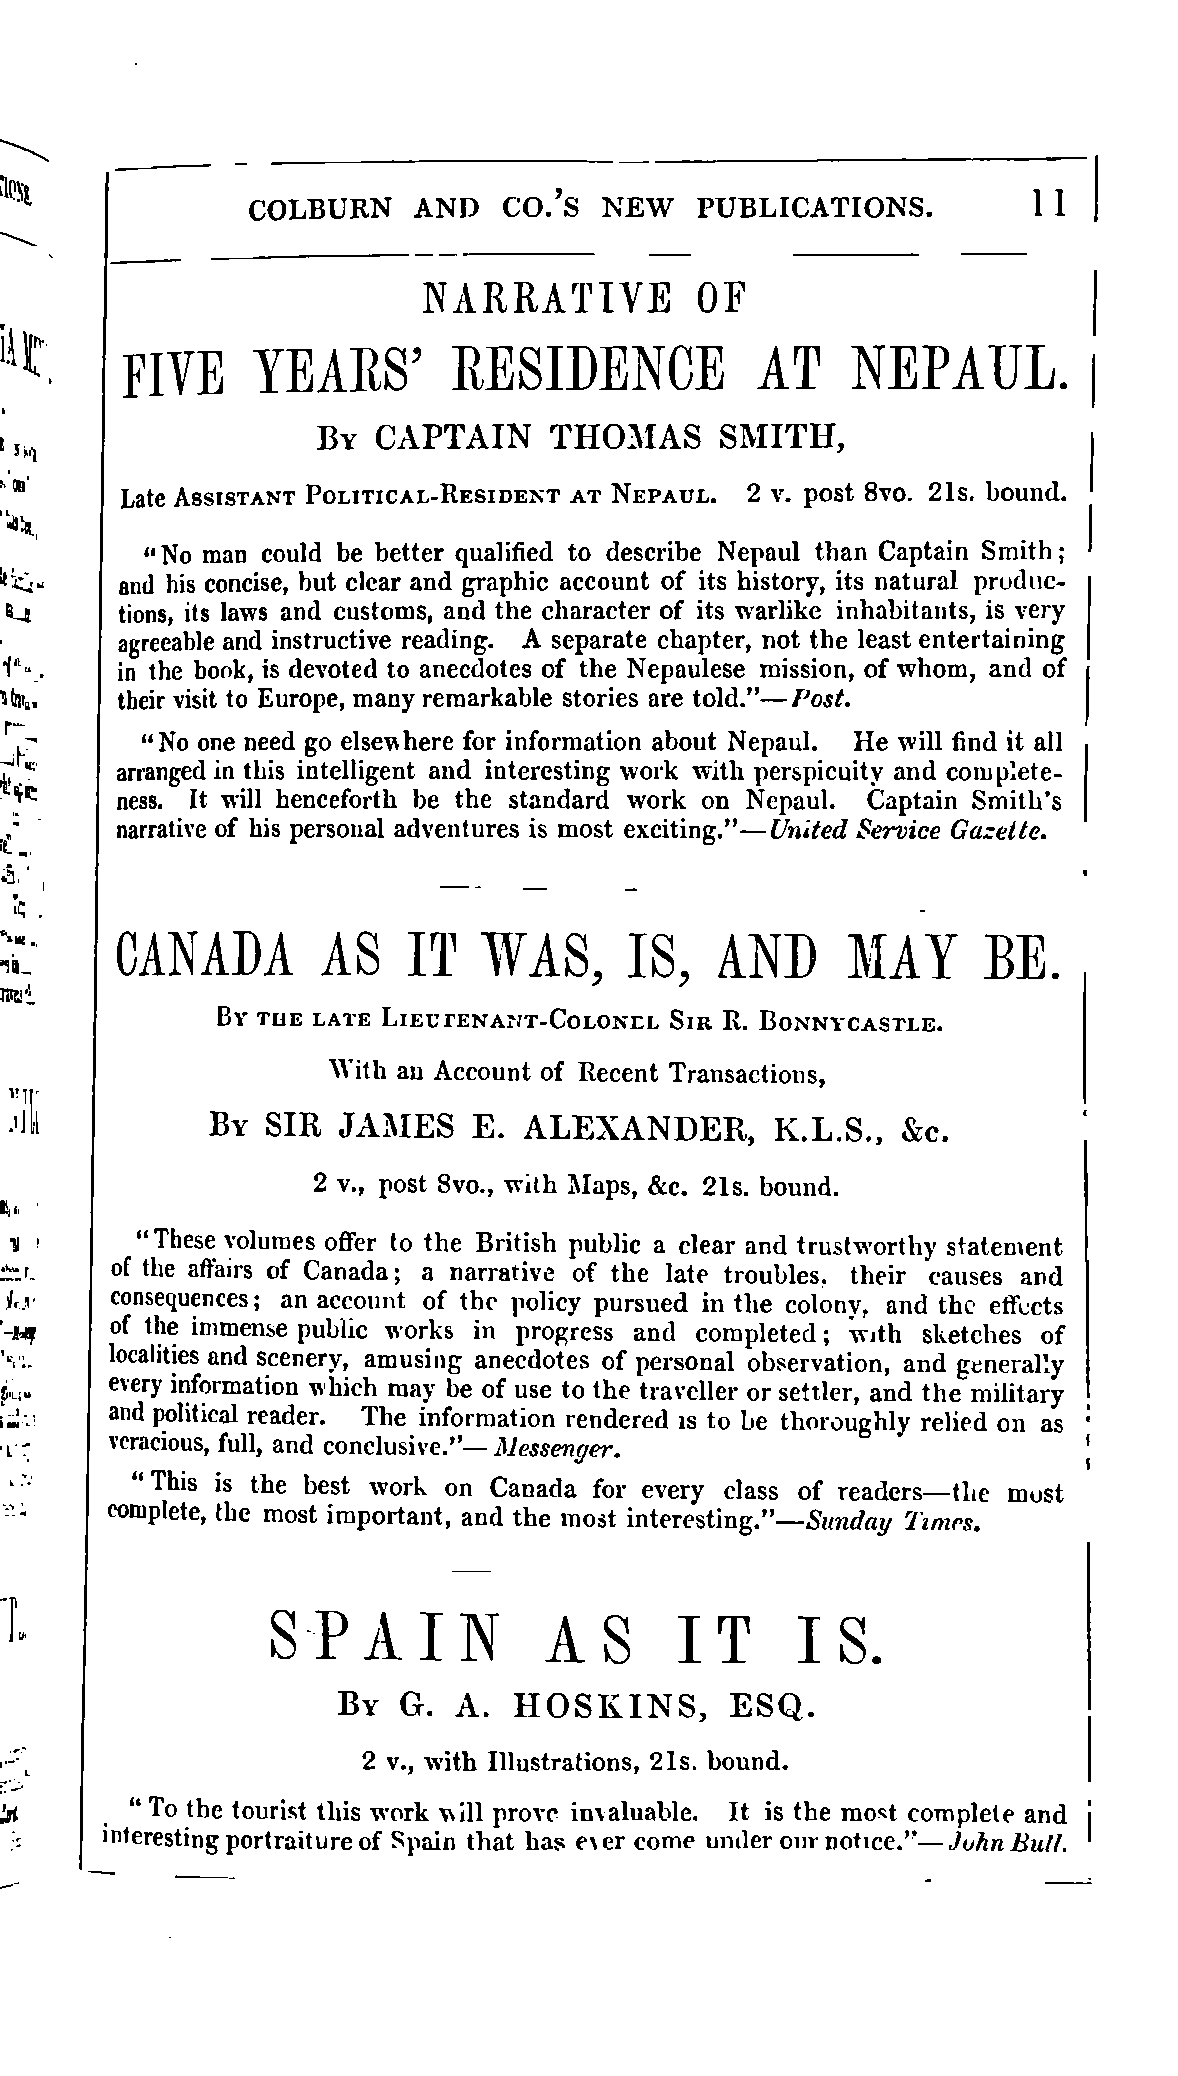 COLBURN AND CO.'S NEW PUBLICATIONS. 11
NARRATIVE OF
FIVE YEARS' RESIDENCE AT NEPAUL.
BY CAPTAIN THOMAS SMITH,
Late ASSISTANT POLITICAL-RESIDENT AT NEPAUL. 2 v. post 8vo. 21s. bound.
"No man could be better qualified to describe Nepaul than Captain Smith;
and his concise, but clear and graphic account of its history, its natural produc-
tions, its laws and customs, and the character of its warlike inhabitants, is very
agreeable and instructive reading. A separate chapter, not the least entertaining
in the book, is devoted to anecdotes of the Nepaulese mission, of whom, and of
their visit to Europe, many remarkable stories are told."—Post.
"No one need go elsewhere for information about Nepaul. He will find it all
arranged in this intelligent and interesting work with perspicuity and complete-
ness. It will henceforth be the standard work on Nepaul. Captain Smith's
narrative of his personal adventures is most exciting."—United Service Gazette.
CANADA AS IT WAS, IS, AND MAY BE.
BY THE LATE LIEUTENANT-COLONEL SIR R. BONNYCASTLE.
With an Account of Recent Transactions,
BY SIR JAMES E. ALEXANDER, K.L.S., &c.
2 v., post 8vo., with Maps, &c. 21s. bound.
"These volumes offer to the British public a clear and trustworthy statement
of the affairs of Canada; a narrative of the late troubles, their causes and
consequences; an account of the policy pursued in the colony, and the effects
of the immense public works in progress and completed; with sketches of
localities and scenery, amusing anecdotes of personal observation, and generally
every information which may be of use to the traveller or settler, and the military
and political reader. The information rendered is to be thoroughly relied on as
veracious, full, and conclusive."—Messenger.
"This is the best work on Canada for every class of readers—the most
complete, the most important, and the most interesting."—Sunday Times.
SPAIN AS IT IS.
BY G. A. HOSKINS, ESQ.
2 v., with Illustrations, 21s. bound.
"To the tourist this work will prove invaluable. It is the most complete and
interesting portraiture of Spain that has ever come under our notice."—John Bull.